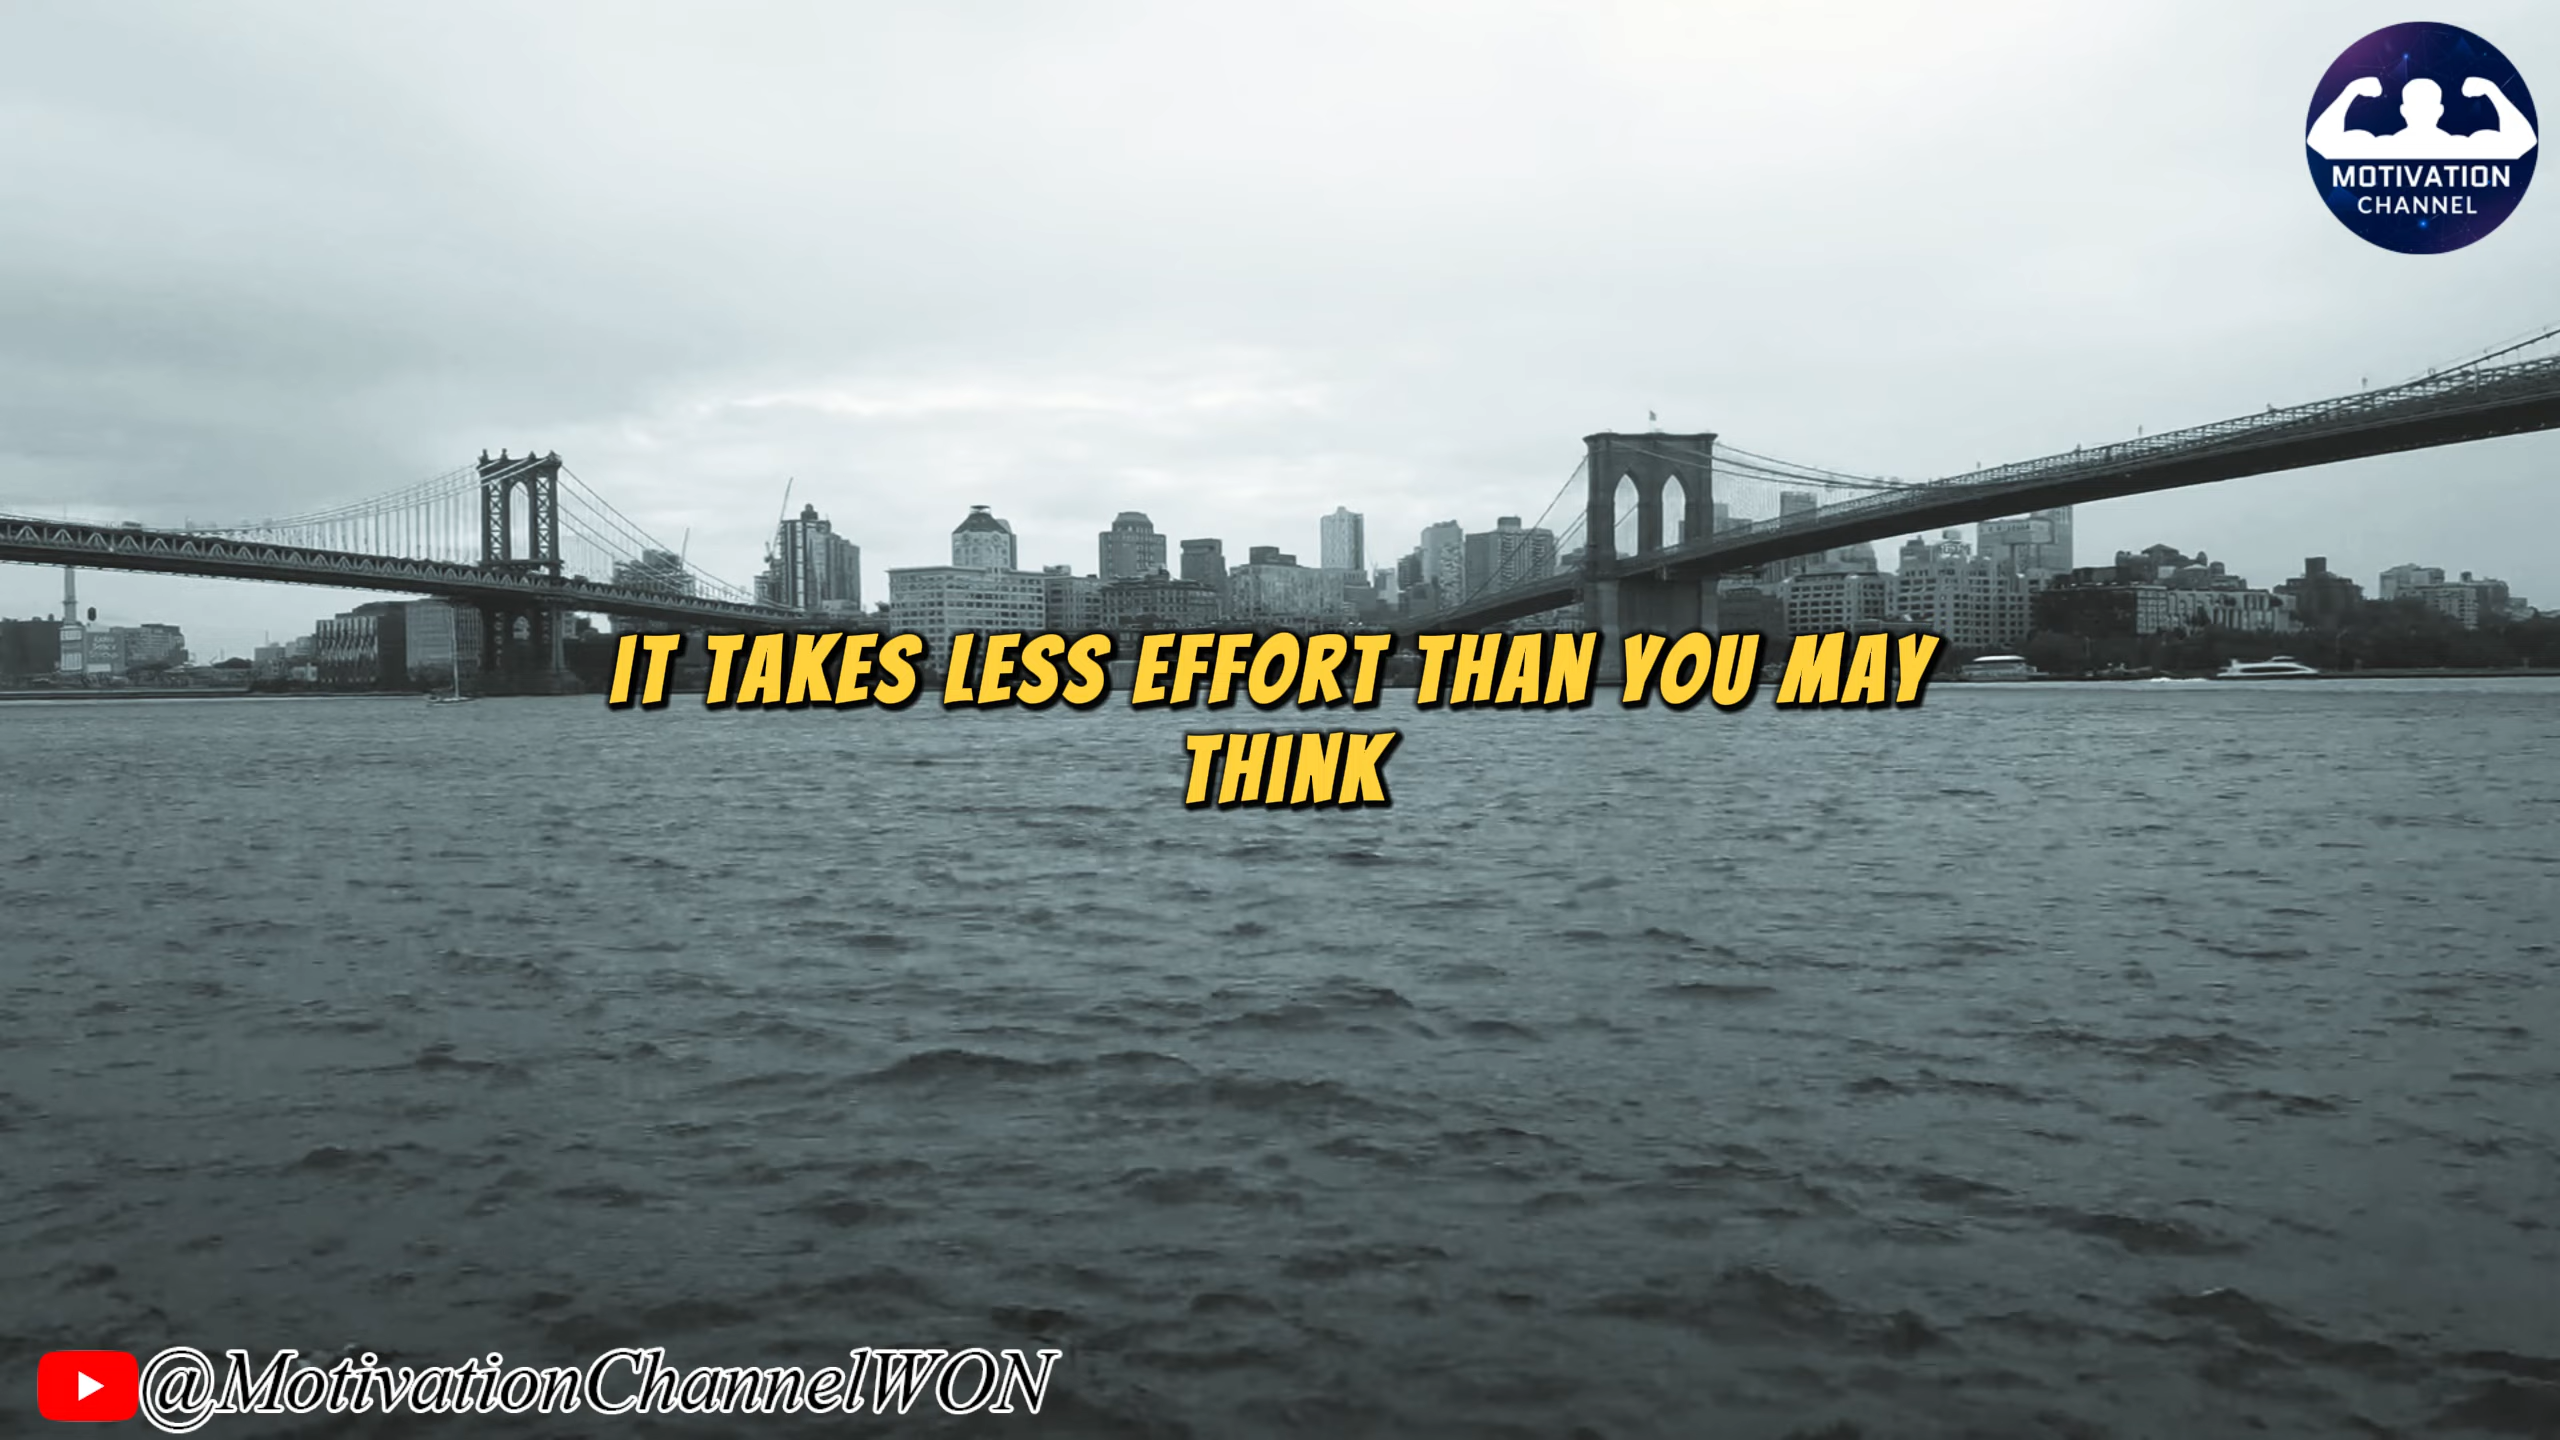 MOTIVATION
CHANNEL
IT TAKES LESS EFFORT THAN YOU MAY
THINK
@MotivationChannelWON